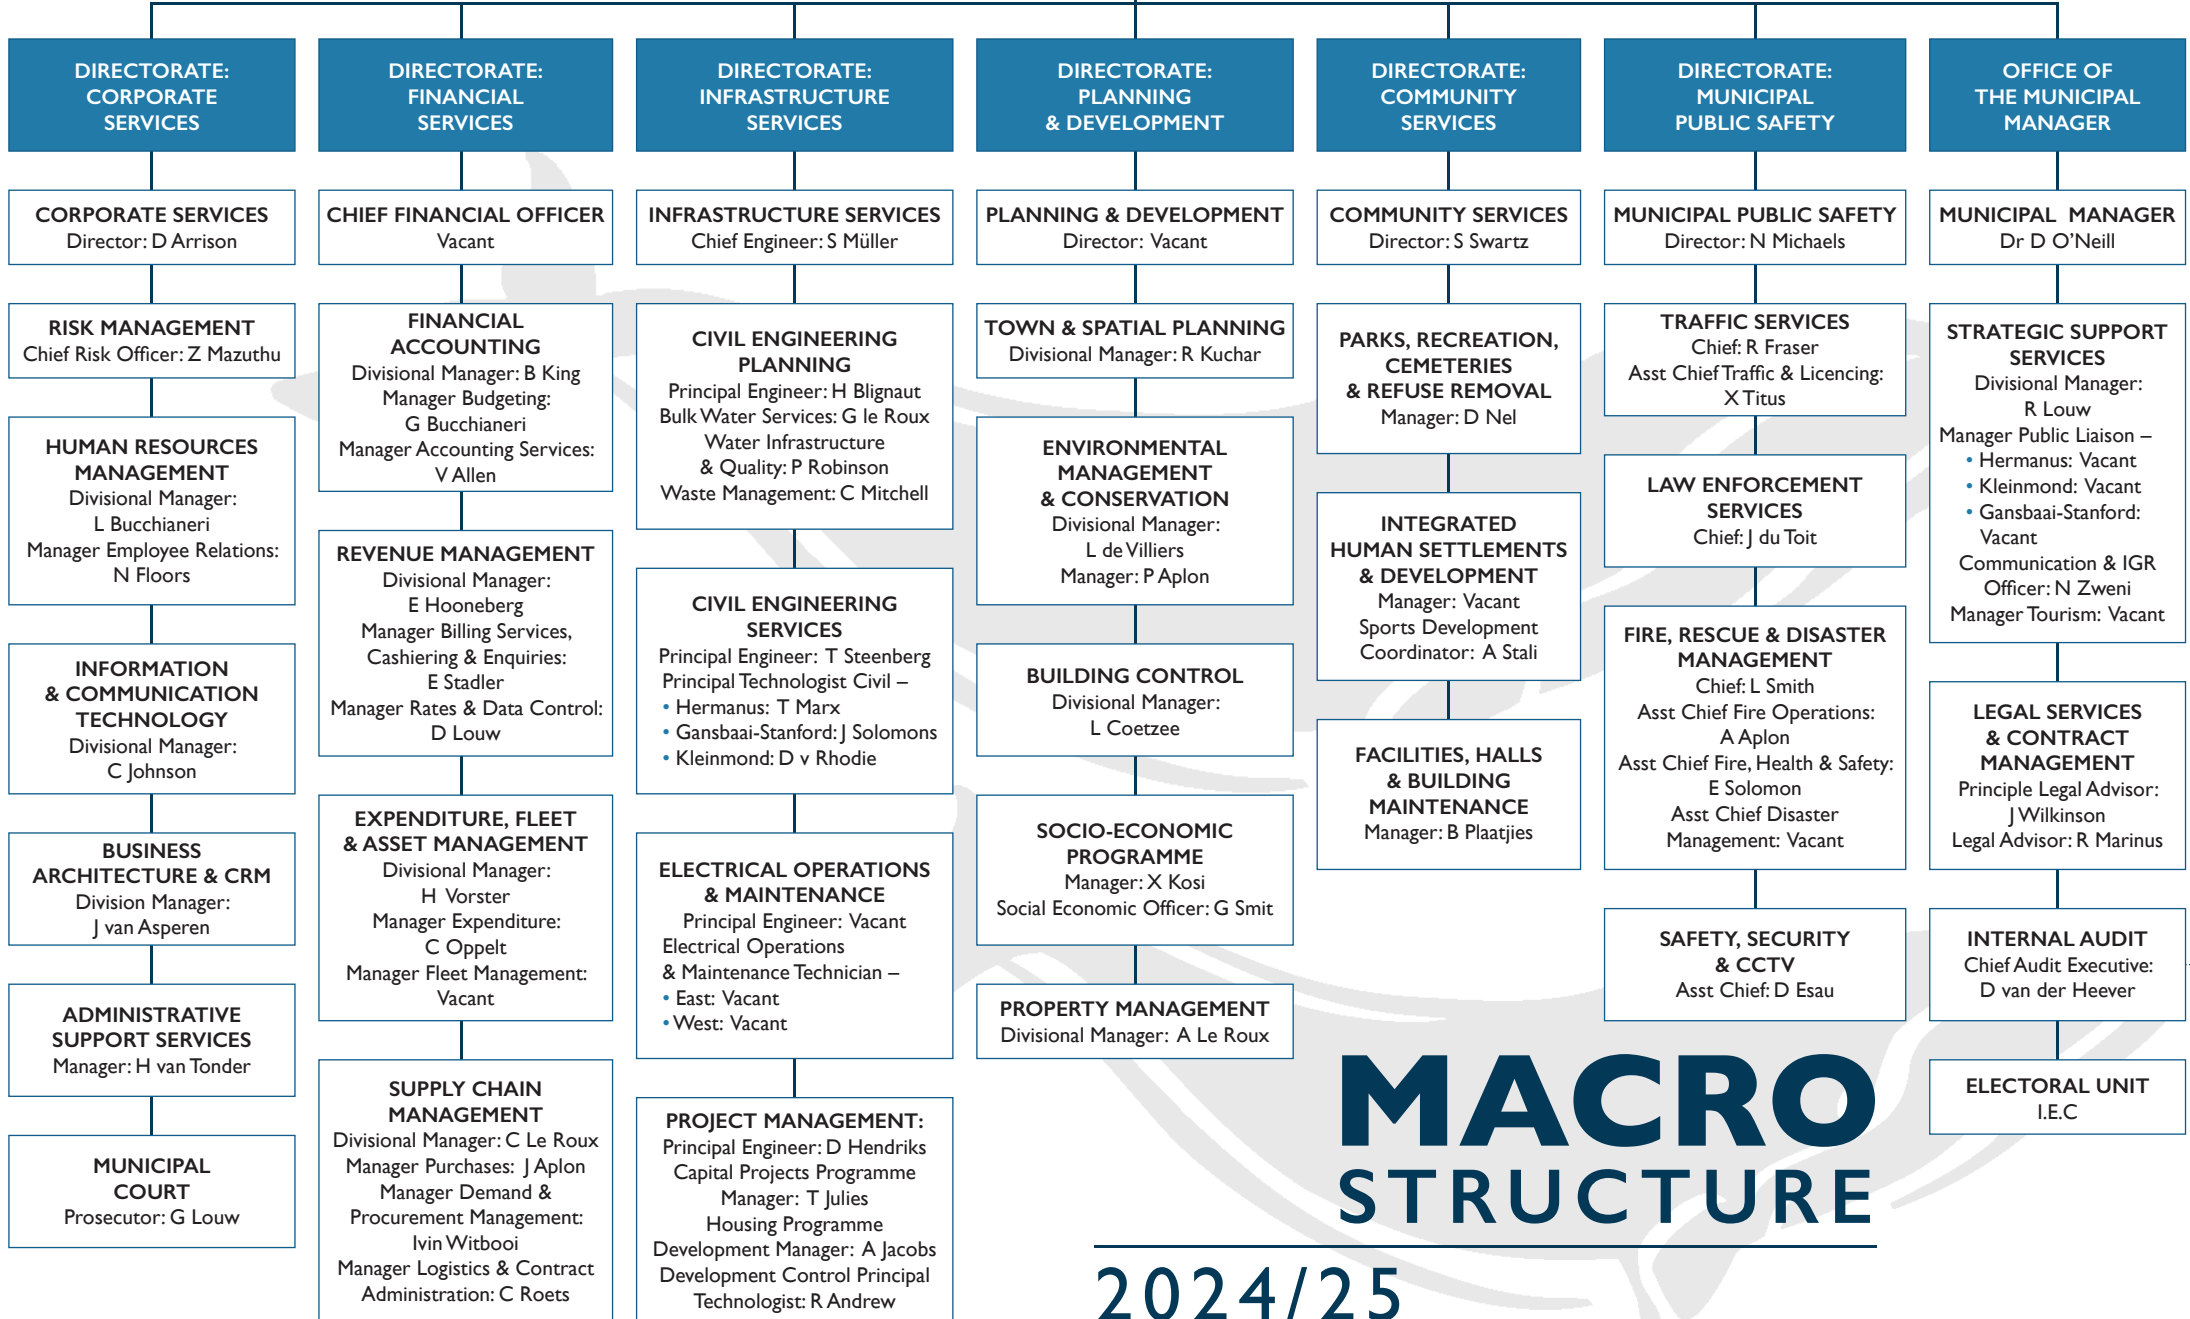 DIRECTORATE:
CORPORATE
SERVICES
CORPORATE SERVICES
Director: D Arrison
RISK MANAGEMENT
Chief Risk Officer: Z Mazuthu
HUMAN RESOURCES
MANAGEMENT
Divisional Manager:
L Bucchianeri
Manager Employee Relations:
N Floors
INFORMATION
& COMMUNICATION
TECHNOLOGY
Divisional Manager:
C Johnson
BUSINESS
ARCHITECTURE & CRM
Division Manager:
J van Asperen
ADMINISTRATIVE
SUPPORT SERVICES
Manager: H van Tonder
MUNICIPAL
COURT
Prosecutor: G Louw
DIRECTORATE:
FINANCIAL
SERVICES
CHIEF FINANCIAL OFFICER
Vacant
FINANCIAL
ACCOUNTING
Divisional Manager: B King
Manager Budgeting:
G Bucchianeri
Manager Accounting Services:
V Allen
REVENUE MANAGEMENT
Divisional Manager:
E Hooneberg
Manager Billing Services,
Cashiering & Enquiries:
E Stadler
Manager Rates & Data Control:
D Louw
EXPENDITURE, FLEET
& ASSET MANAGEMENT
Divisional Manager:
H Vorster
Manager Expenditure:
C Oppelt
Manager Fleet Management:
Vacant
SUPPLY CHAIN
MANAGEMENT
Divisional Manager: C Le Roux
Manager Purchases: J Aplon
Manager Demand &
Procurement Management:
Ivin Witbooi
Manager Logistics & Contract
Administration: C Roets
DIRECTORATE:
INFRASTRUCTURE
SERVICES
INFRASTRUCTURE SERVICES
Chief Engineer: S Müller
CIVIL ENGINEERING
PLANNING
Principal Engineer: H Blignaut
Bulk Water Services: G le Roux
Water Infrastructure
& Quality: P Robinson
Waste Management: C Mitchell
CIVIL ENGINEERING
SERVICES
Principal Engineer: T Steenberg
Principal Technologist Civil –
• Hermanus: T Marx
• Gansbaai-Stanford: J Solomons
• Kleinmond: D v Rhodie
ELECTRICAL OPERATIONS
& MAINTENANCE
Principal Engineer: Vacant
Electrical Operations
& Maintenance Technician –
• East: Vacant
• West: Vacant
PROJECT MANAGEMENT:
Principal Engineer: D Hendriks
Capital Projects Programme
Manager: T Julies
Housing Programme
Development Manager: A Jacobs
Development Control Principal
Technologist: R Andrew
DIRECTORATE:
PLANNING
& DEVELOPMENT
PLANNING & DEVELOPMENT
Director: Vacant
TOWN & SPATIAL PLANNING
Divisional Manager: R Kuchar
ENVIRONMENTAL
MANAGEMENT
& CONSERVATION
Divisional Manager:
L de Villiers
Manager: P Aplon
BUILDING CONTROL
Divisional Manager:
L Coetzee
SOCIO-ECONOMIC
PROGRAMME
Manager: X Kosi
Social Economic Officer: G Smit
PROPERTY MANAGEMENT
Divisional Manager: A Le Roux
DIRECTORATE:
COMMUNITY
SERVICES
COMMUNITY SERVICES
Director: S Swartz
PARKS, RECREATION,
CEMETERIES
& REFUSE REMOVAL
Manager: D Nel
INTEGRATED
HUMAN SETTLEMENTS
& DEVELOPMENT
Manager: Vacant
Sports Development
Coordinator: A Stali
FACILITIES, HALLS
& BUILDING
MAINTENANCE
Manager: B Plaatjies
DIRECTORATE:
MUNICIPAL
PUBLIC SAFETY
MUNICIPAL PUBLIC SAFETY
Director: N Michaels
TRAFFIC SERVICES
Chief: R Fraser
Asst Chief Traffic & Licencing:
X Titus
LAW ENFORCEMENT
SERVICES
Chief: J du Toit
FIRE, RESCUE & DISASTER
MANAGEMENT
Chief: L Smith
Asst Chief Fire Operations:
A Aplon
Asst Chief Fire, Health & Safety:
E Solomon
Asst Chief Disaster
Management: Vacant
SAFETY, SECURITY
& CCTV
Asst Chief: D Esau
OFFICE OF
THE MUNICIPAL
MANAGER
MUNICIPAL MANAGER
Dr D O'Neill
STRATEGIC SUPPORT
SERVICES
Divisional Manager:
R Louw
Manager Public Liaison –
• Hermanus: Vacant
• Kleinmond: Vacant
• Gansbaai-Stanford:
Vacant
Communication & IGR
Officer: N Zweni
Manager Tourism: Vacant
LEGAL SERVICES
& CONTRACT
MANAGEMENT
Principle Legal Advisor:
J Wilkinson
Legal Advisor: R Marinus
INTERNAL AUDIT
Chief Audit Executive:
D van der Heever
ELECTORAL UNIT
I.E.C
MACRO
STRUCTURE
2024/25